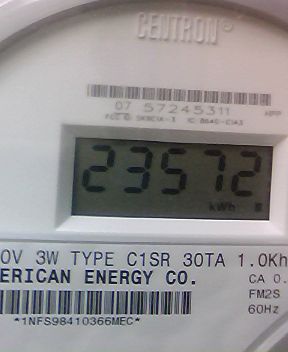 CENTRON®
07 57245311
23572
kWh
0V 3W TYPE C1SR 30TA 1.0Kh
ERICAN ENERGY CO.
CA 0.
FM2S
60Hz
*1NFS98410366MEC*